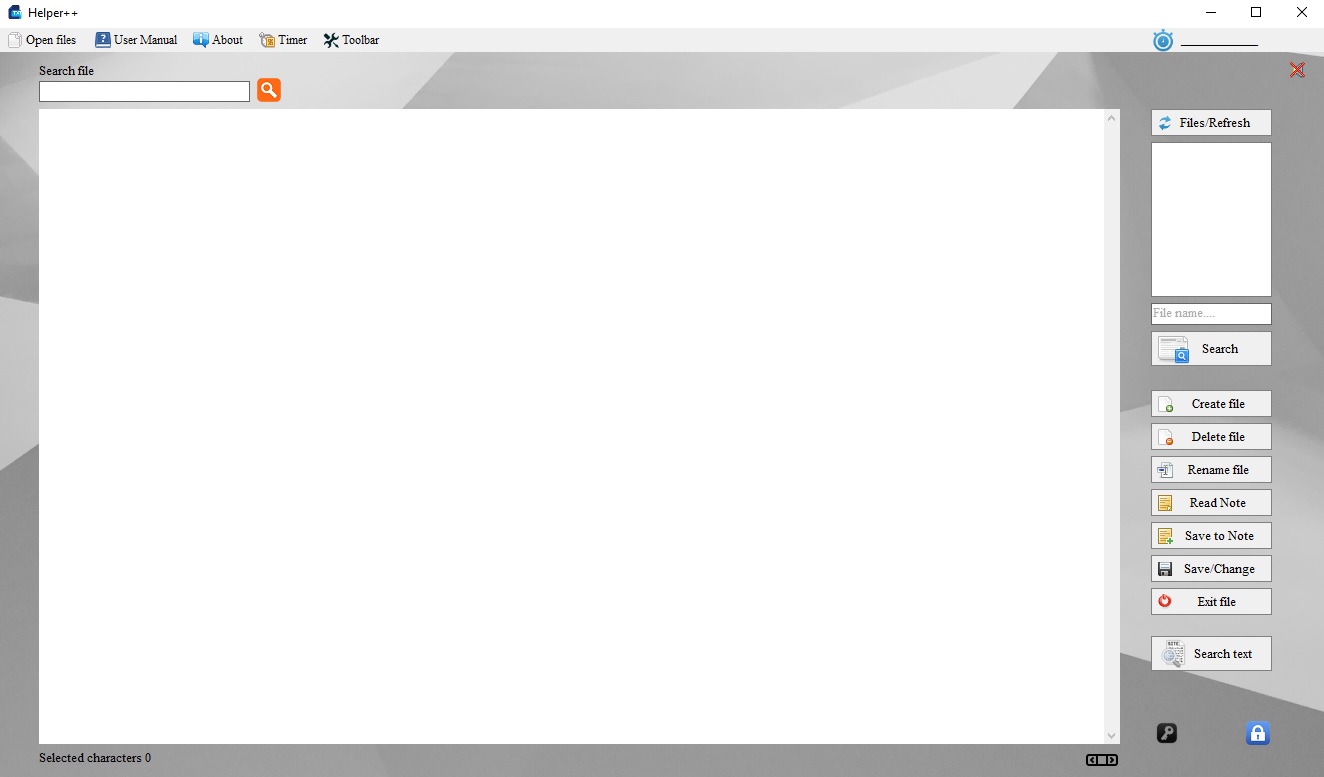 Helper++
Open files User Manual About Timer Toolbar
Search file
Files/Refresh
File name....
Search
Create file
Delete file
Rename file
Read Note
Save to Note
Save/Change
Exit file
Search text
Selected characters 0